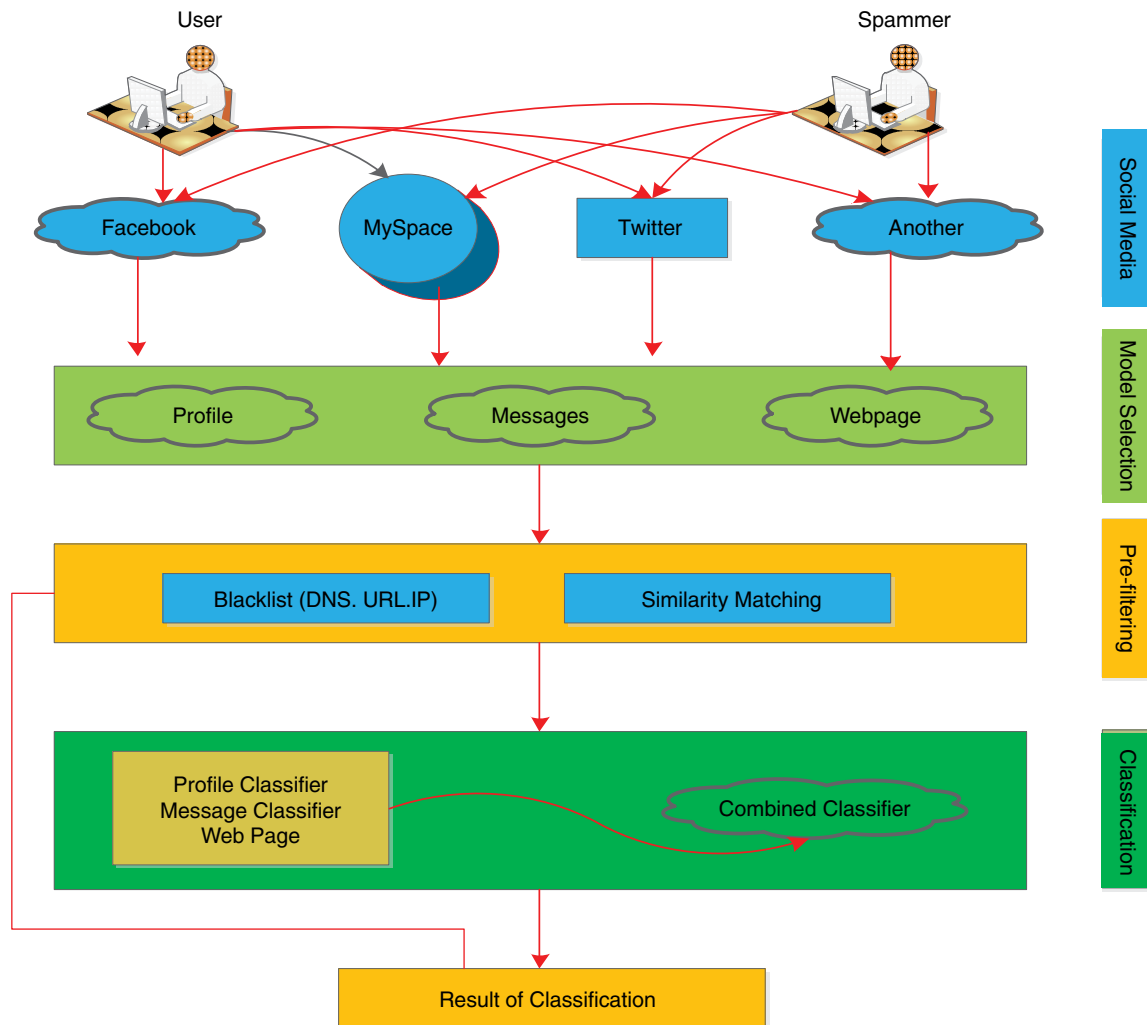 User
Spammer
Social Media
Facebook
MySpace
Twitter
Another
Model Selection
Profile
Messages
Webpage
Pre-filtering
Blacklist (DNS. URL.IP)
Similarity Matching
Classification
Profile Classifier
Message Classifier
Web Page
Combined Classifier
Result of Classification